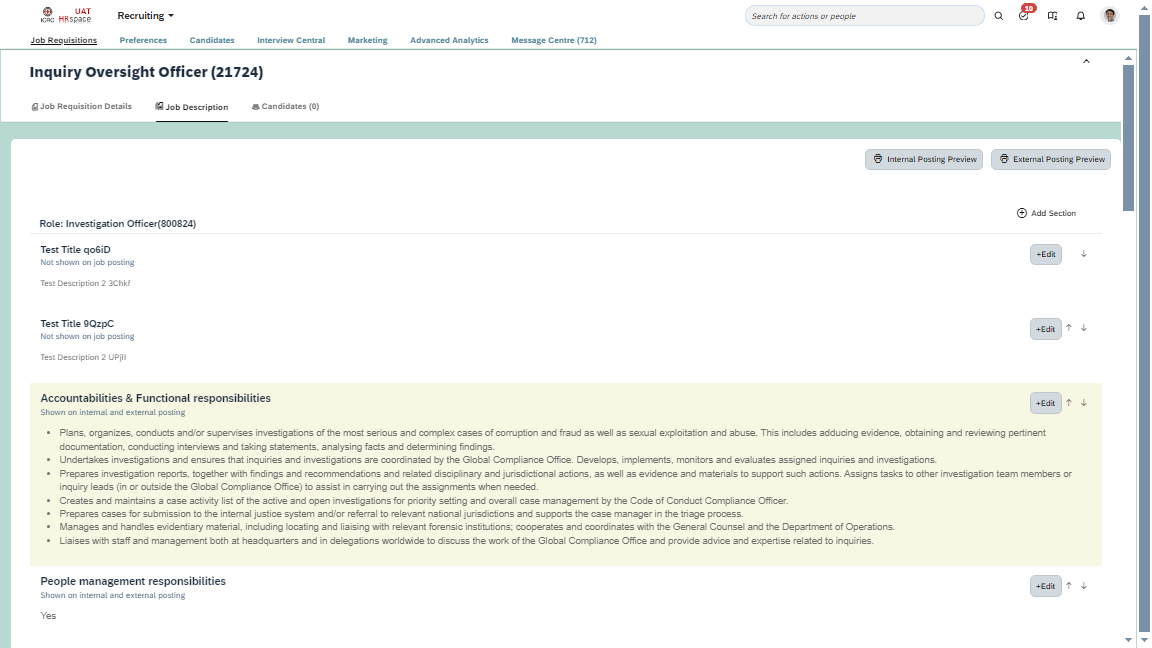 UAT
ICRC HRspace
Recruiting
Search for actions or people
10
Job Requisitions
Preferences
Candidates
Interview Central
Marketing
Advanced Analytics
Message Centre (712)
Inquiry Oversight Officer (21724)
Job Requisition Details
Job Description
Candidates (0)
Internal Posting Preview
External Posting Preview
Add Section
Role: Investigation Officer(800824)
Test Title qo6iD
Not shown on job posting
+Edit
Test Description 2 3Chkf
Test Title 9QzpC
Not shown on job posting
+Edit
Test Description 2 UPjlI
Accountabilities & Functional responsibilities
Shown on internal and external posting
+Edit
• Plans, organizes, conducts and/or supervises investigations of the most serious and complex cases of corruption and fraud as well as sexual exploitation and abuse. This includes adducing evidence, obtaining and reviewing pertinent
documentation, conducting interviews and taking statements, analysing facts and determining findings.
• Undertakes investigations and ensures that inquiries and investigations are coordinated by the Global Compliance Office. Develops, implements, monitors and evaluates assigned inquiries and investigations.
• Prepares investigation reports, together with findings and recommendations and related disciplinary and jurisdictional actions, as well as evidence and materials to support such actions. Assigns tasks to other investigation team members or
inquiry leads (in or outside the Global Compliance Office) to assist in carrying out the assignments when needed.
• Creates and maintains a case activity list of the active and open investigations for priority setting and overall case management by the Code of Conduct Compliance Officer.
• Prepares cases for submission to the internal justice system and/or referral to relevant national jurisdictions and supports the case manager in the triage process.
• Manages and handles evidentiary material, including locating and liaising with relevant forensic institutions; cooperates and coordinates with the General Counsel and the Department of Operations.
• Liaises with staff and management both at headquarters and in delegations worldwide to discuss the work of the Global Compliance Office and provide advice and expertise related to inquiries.
People management responsibilities
Shown on internal and external posting
+Edit
Yes